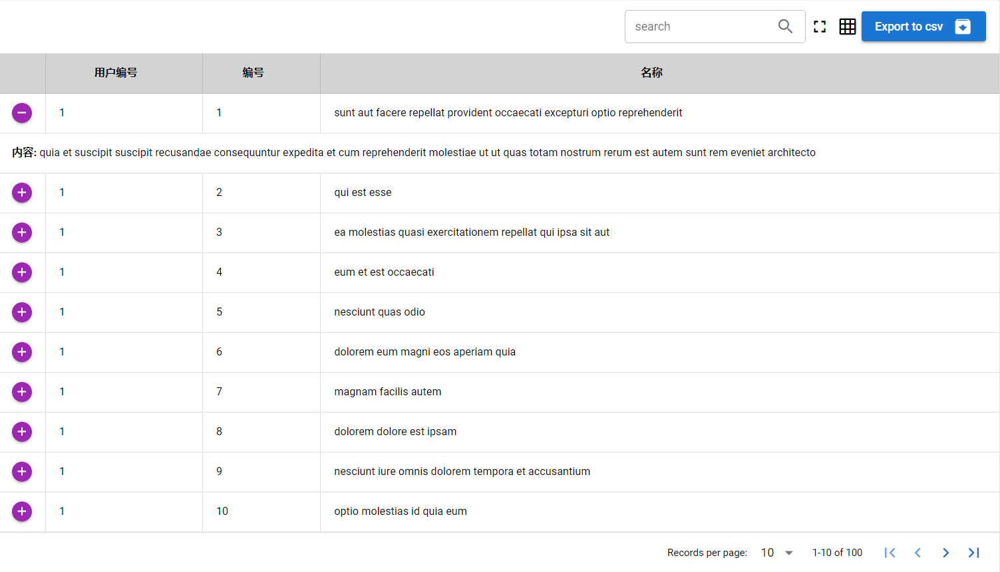 search
Export to csv
用户编号 编号 名称
1 1 sunt aut facere repellat provident occaecati excepturi optio reprehenderit
内容: quia et suscipit suscipit recusandae consequuntur expedita et cum reprehenderit molestiae ut ut quas totam nostrum rerum est autem sunt rem eveniet architecto
1 2 qui est esse
1 3 ea molestias quasi exercitationem repellat qui ipsa sit aut
1 4 eum et est occaecati
1 5 nesciunt quas odio
1 6 dolorem eum magni eos aperiam quia
1 7 magnam facilis autem
1 8 dolorem dolore est ipsam
1 9 nesciunt iure omnis dolorem tempora et accusantium
1 10 optio molestias id quia eum
Records per page: 10 1-10 of 100